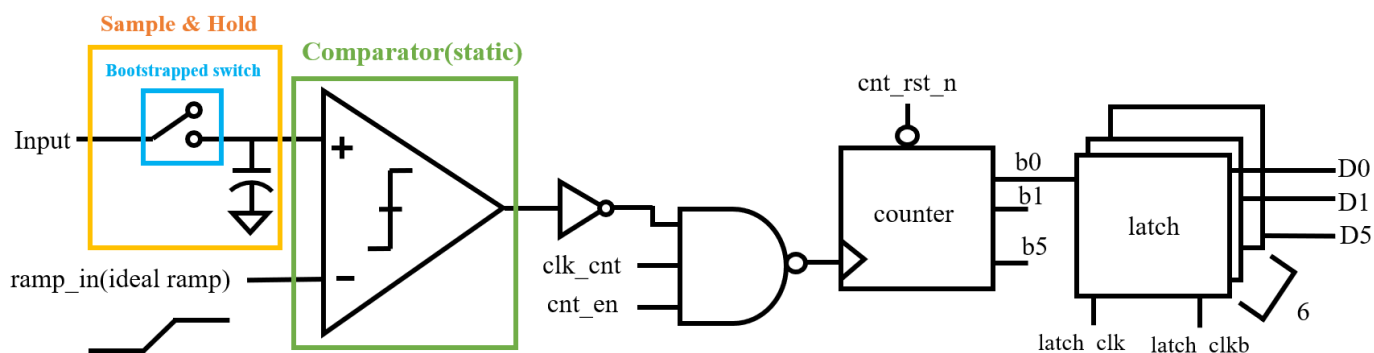 Sample & Hold
Comparator(static)
Bootstrapped switch
Input
+
-
ramp_in(ideal ramp)
clk_cnt
cnt_en
cnt_rst_n
counter
b0
b1
b5
latch
D0
D1
D5
6
latch_clk
latch_clkb